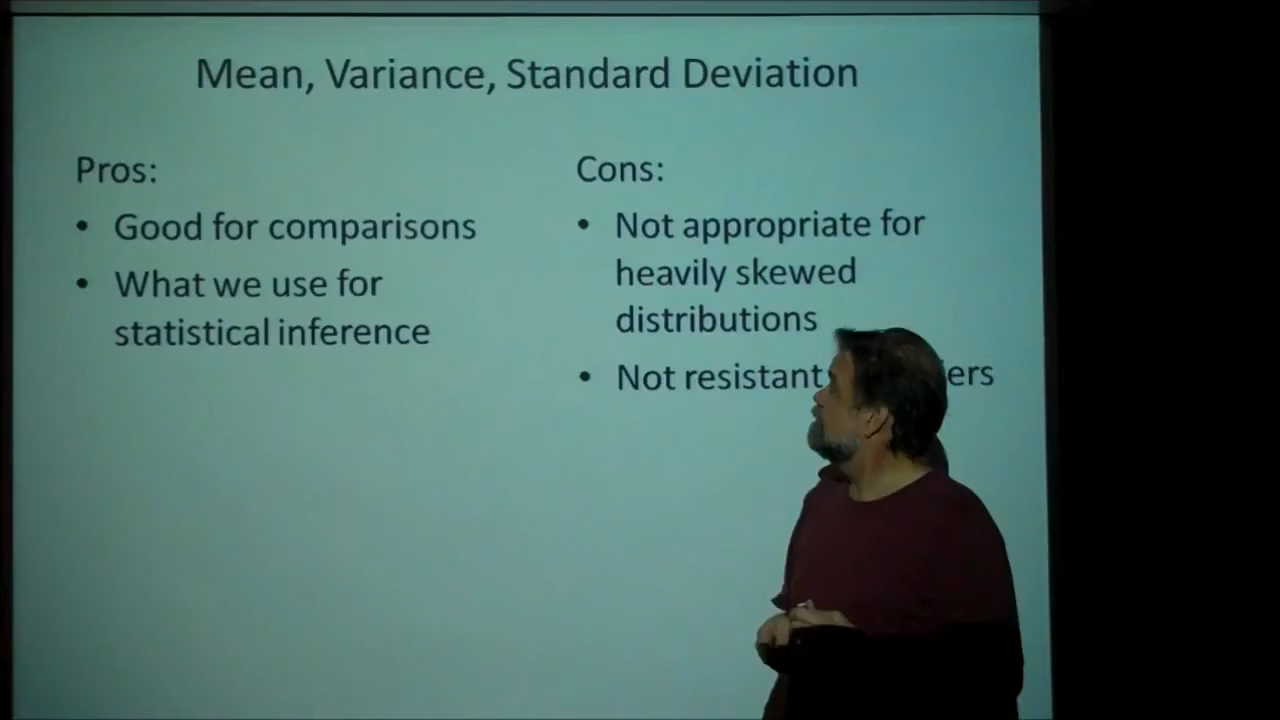 Mean, Variance, Standard Deviation
Pros:
• Good for comparisons
• What we use for
statistical inference
Cons:
• Not appropriate for
heavily skewed
distributions
• Not resistant